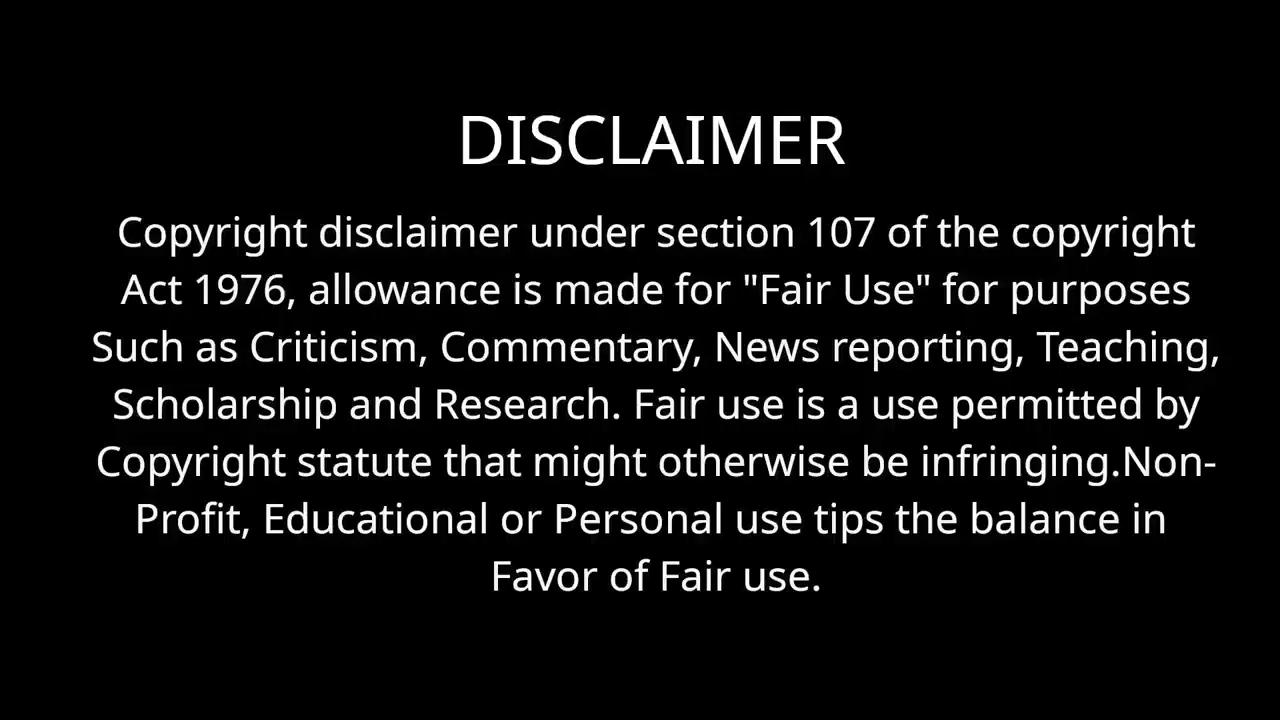 DISCLAIMER
Copyright disclaimer under section 107 of the copyright
Act 1976, allowance is made for "Fair Use" for purposes
Such as Criticism, Commentary, News reporting, Teaching,
Scholarship and Research. Fair use is a use permitted by
Copyright statute that might otherwise be infringing.Non-
Profit, Educational or Personal use tips the balance in
Favor of Fair use.